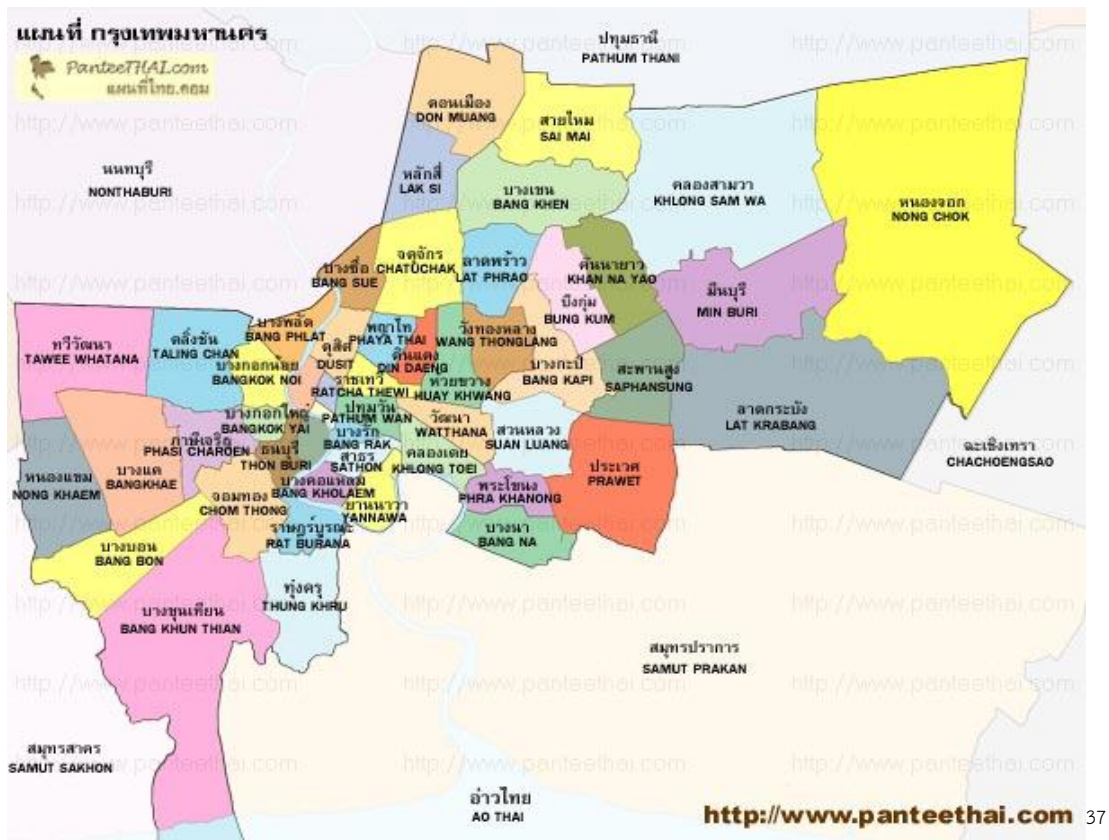 แผนที่ กรุงเทพมหานคร
PanteeTHAI.com
แผนที่ไทย.คอม
ปทุมธานี
PATHUM THANI
นนทบุรี
NONTHABURI
ดอนเมือง
DON MUANG
สายไหม
SAI MAI
หลักสี่
LAK SI
บางเขน
BANG KHEN
คลองสามวา
KHLONG SAM WA
หนองจอก
NONG CHOK
จตุจักร
CHATUCHAK
ลาดพร้าว
LAT PHRAO
คันนายาว
KHAN NA YAO
บางซื่อ
BANG SUE
บึงกุ่ม
BUNG KUM
มีนบุรี
MIN BURI
ทวีวัฒนา
TAWEE WHATANA
ตลิ่งชัน
TALING CHAN
บางพลัด
BANG PHLAT
ดุสิต
DUSIT
พญาไท
PHAYA THAI
วังทองหลาง
WANG THONGLANG
ดินแดง
DIN DAENG
บางกะปิ
BANG KAPI
สะพานสูง
SAPHANSUNG
บางกอกน้อย
BANGKOK NOI
ราชเทวี
RATCHA THEWI
ห้วยขวาง
HUAY KHWANG
ลาดกระบัง
LAT KRABANG
บางกอกใหญ่
BANGKOK YAI
ปทุมวัน
PATHUM WAN
วัฒนา
WATTHANA
สวนหลวง
SUAN LUANG
ฉะเชิงเทรา
CHACHOENGSAO
ภาษีเจริญ
PHASI CHAROEN
ธนบุรี
THON BURI
บางรัก
BANG RAK
สาธร
SATHON
คลองเตย
KHLONG TOEI
หนองแขม
NONG KHAEM
บางแค
BANGKHAE
ประเวศ
PRAWET
จอมทอง
CHOM THONG
บางคอแหลม
BANG KHOLAEM
พระโขนง
PHRA KHANONG
ยานนาวา
YANNAWA
ราษฎร์บูรณะ
RAT BURANA
บางนา
BANG NA
บางบอน
BANG BON
ทุ่งครุ
THUNG KHRU
บางขุนเทียน
BANG KHUN THIAN
สมุทรปราการ
SAMUT PRAKAN
สมุทรสาคร
SAMUT SAKHON
อ่าวไทย
AO THAI
http://www.panteethai.com
37